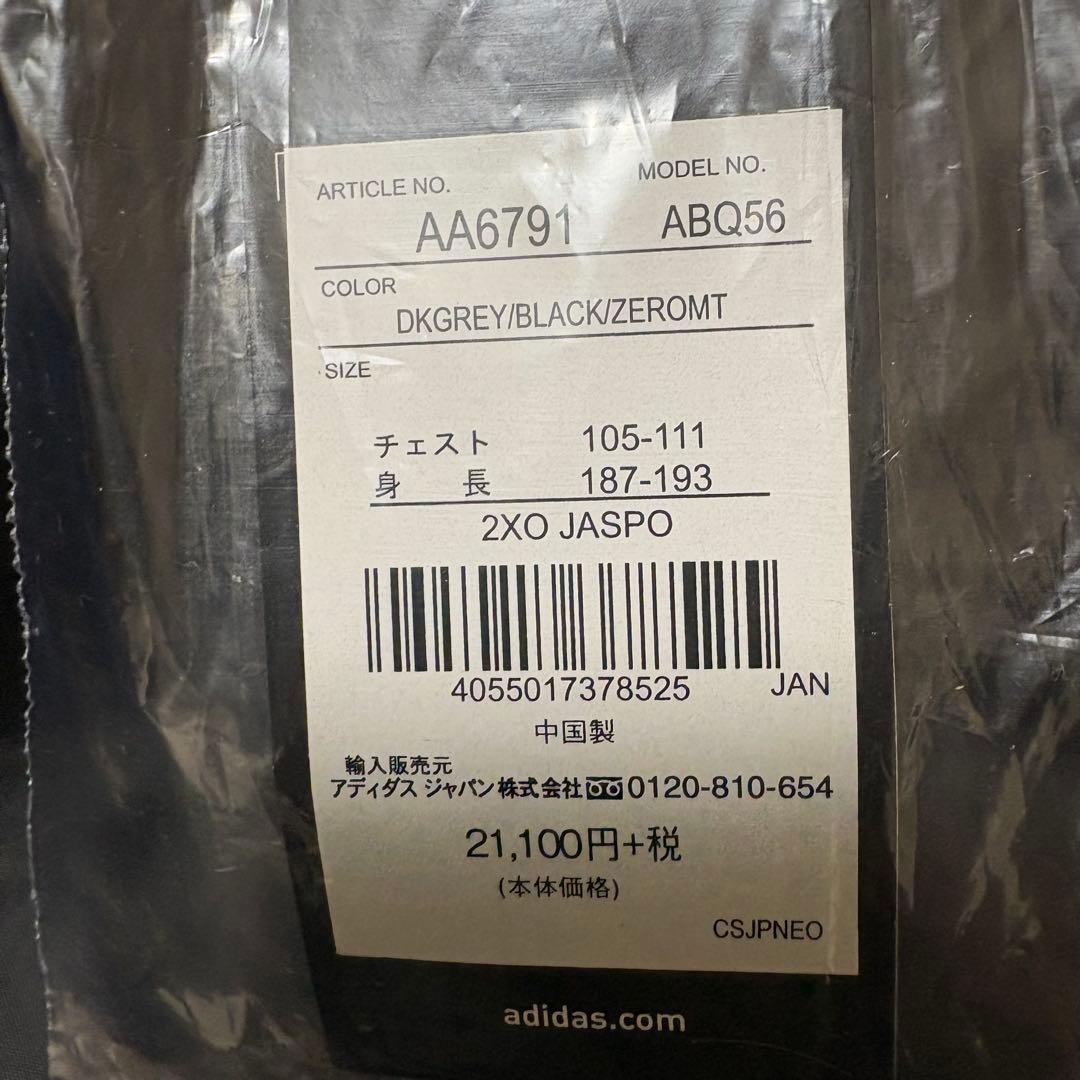 ARTICLE NO. MODEL NO.
AA6791 ABQ56
COLOR
DKGREY/BLACK/ZEROMT
SIZE
チェスト 105-111
身 長 187-193
2XO JASPO
4055017378525 JAN
中国製
輸入販売元
アディダス ジャパン株式会社 0120-810-654
21,100円+税
(本体価格)
CSJPNEO
adidas.com